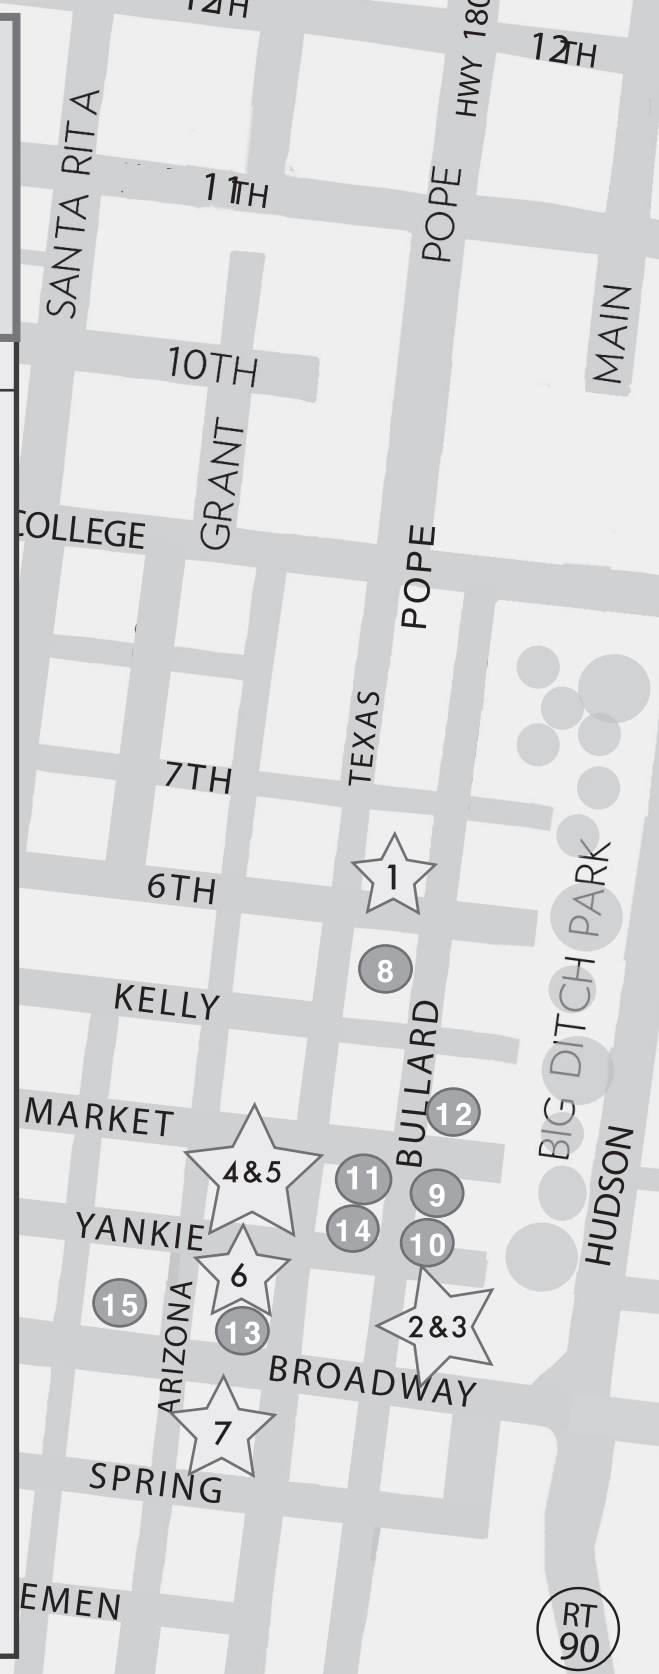 12TH
HWY 180
12TH
SANTA RITA
11TH
POPE
MAIN
10TH
GRANT
COLLEGE
POPE
TEXAS
7TH
1
6TH
8
BIG DITCH PARK
KELLY
BULLARD
MARKET
12
4&5
11
9
HUDSON
YANKIE
14
10
6
15
13
2&3
ARIZONA
BROADWAY
7
SPRING
EMEN
RT
90